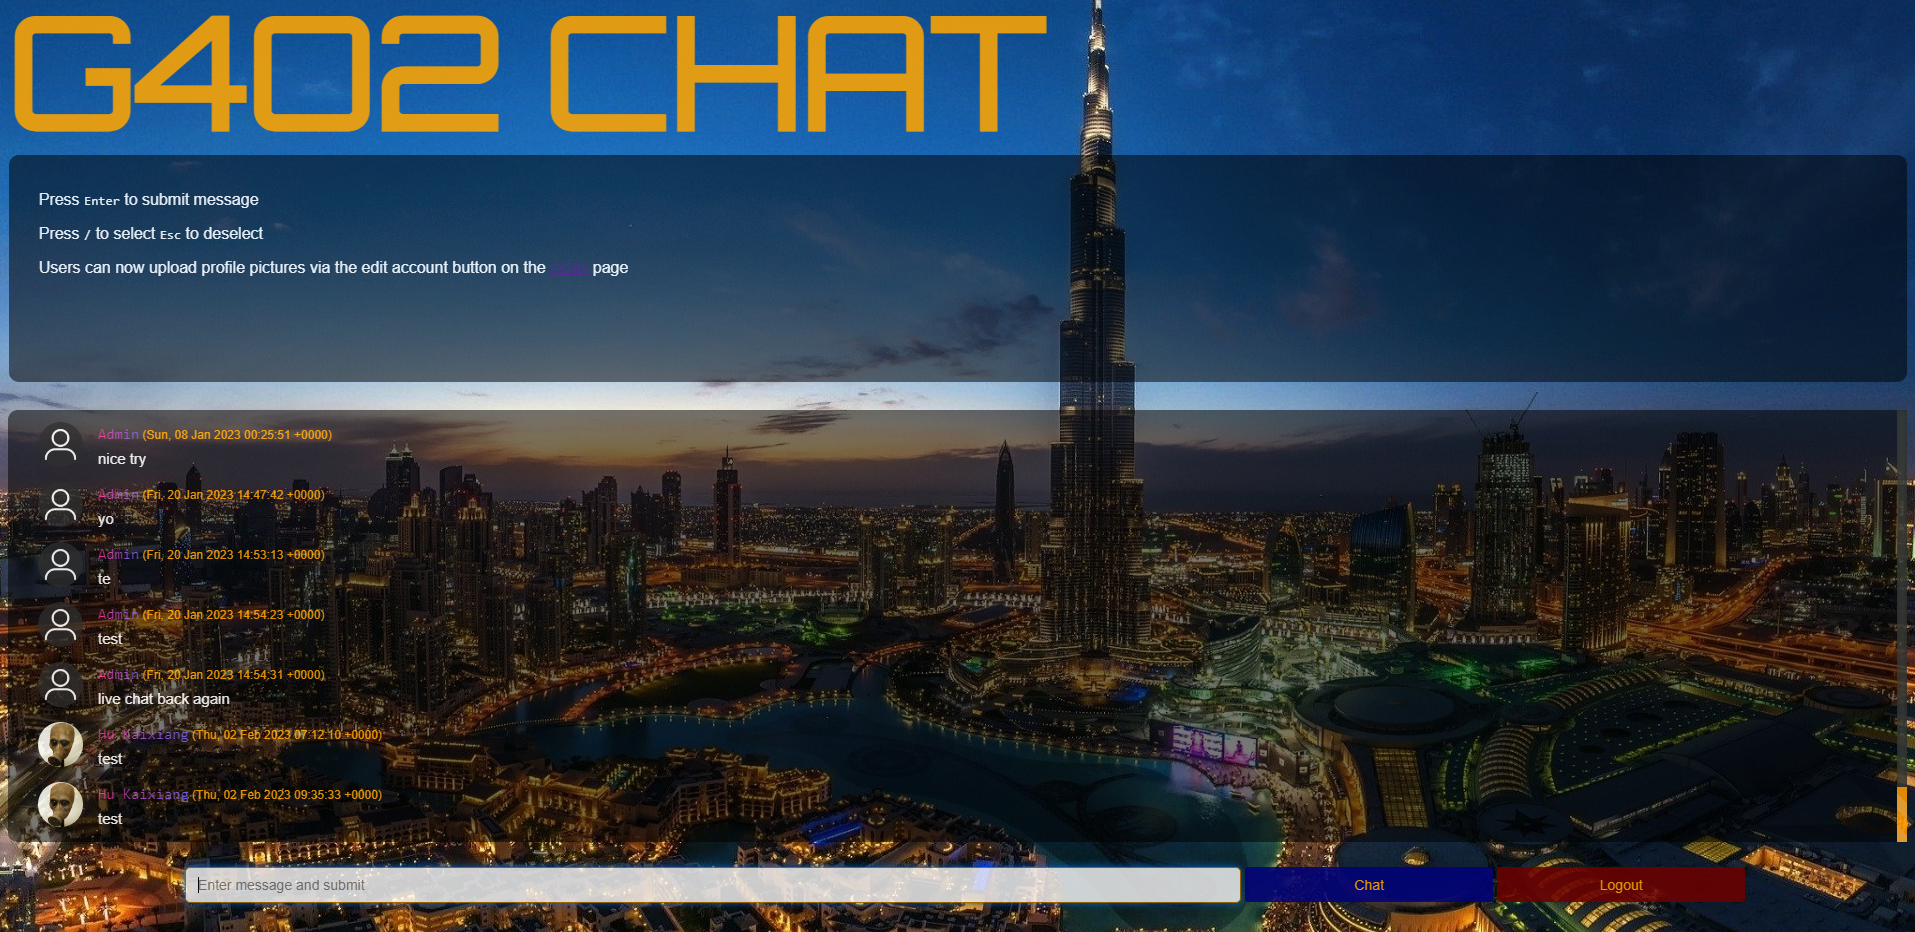 G402 CHAT
Press Enter to submit message
Press / to select Esc to deselect
Users can now upload profile pictures via the edit account button on the page
Admin (Sun, 08 Jan 2023 00:25:51 +0000)
nice try
Admin (Fri, 20 Jan 2023 14:47:42 +0000)
yo
Admin (Fri, 20 Jan 2023 14:53:13 +0000)
te
Admin (Fri, 20 Jan 2023 14:54:23 +0000)
test
Admin (Fri, 20 Jan 2023 14:54:31 +0000)
live chat back again
Hu Kaixiang (Thu, 02 Feb 2023 07:12:10 +0000)
test
Hu Kaixiang (Thu, 02 Feb 2023 09:35:33 +0000)
test
Enter message and submit
Chat
Logout